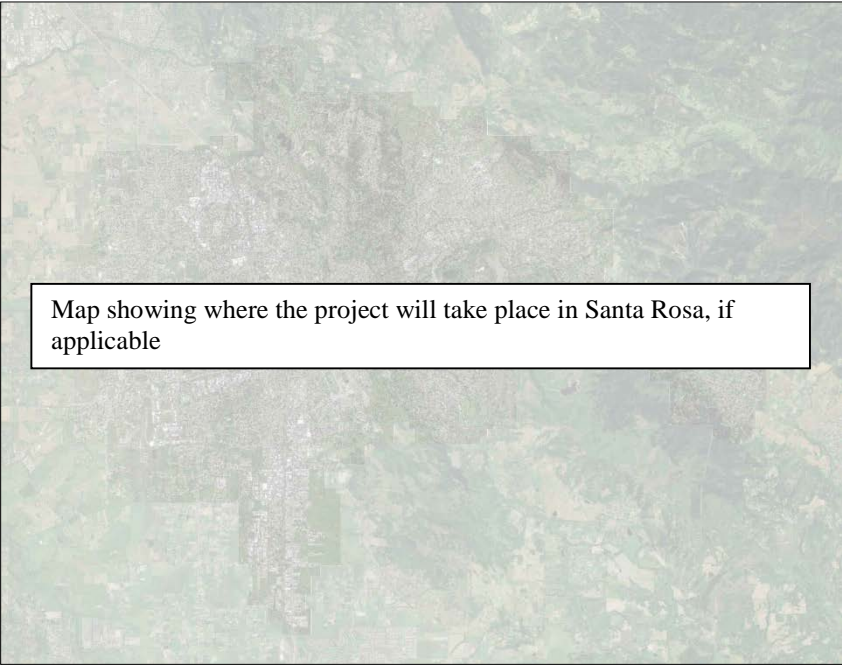 Map showing where the project will take place in Santa Rosa, if
applicable